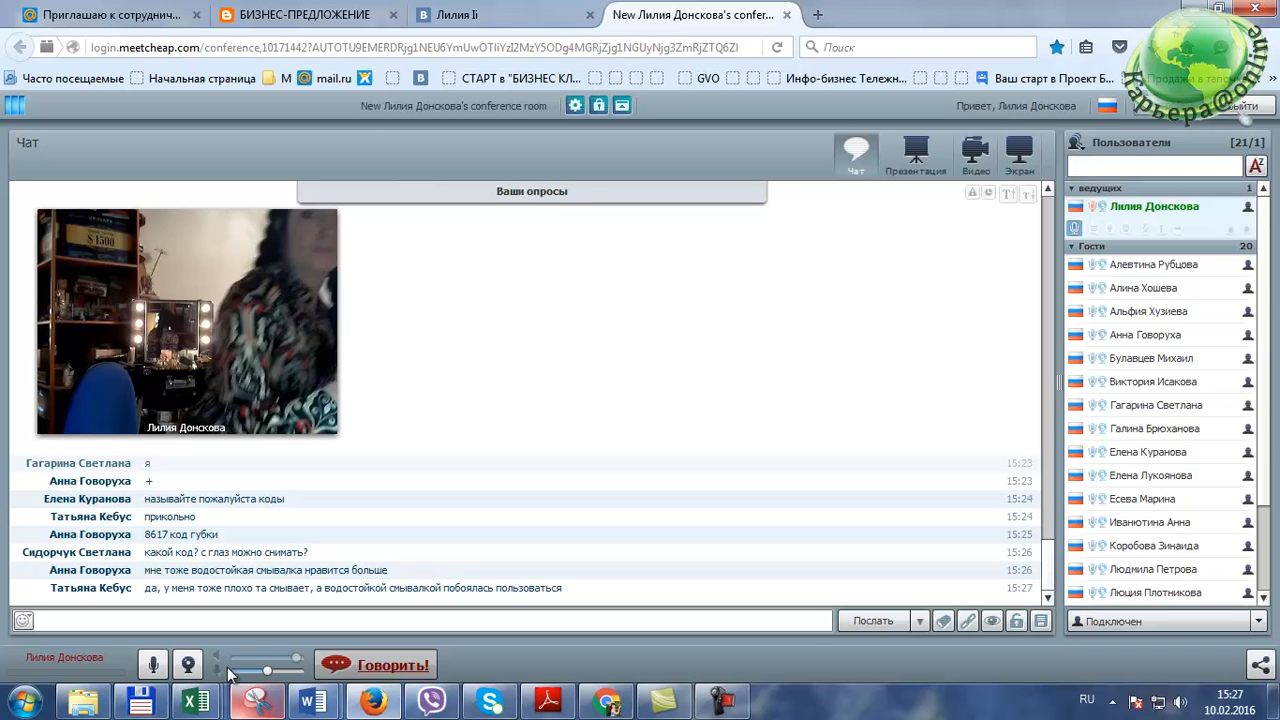 Приглашаю к сотруднич...
БИЗНЕС-ПРЕДЛОЖЕНИЕ
Лилия Ii
New Лилия Донскова's confer...
Поиск
Часто посещаемые
Начальная страница
М
mail.ru
СТАРТ в "БИЗНЕС КЛ...
GVO
Инфо-бизнес Тележн...
Ваш старт в Проект Б...
Карьера@online
New Лилия Донскова's conference room
Привет, Лилия Донскова
Чат
Чат
Презентация
Видео
Экран
Ваши опросы
$ 1500
Лилия Донскова
Гагарина Светлана я 15:23
Анна Говоруха + 15:23
Елена Куранова называйте пожалуйста коды 15:24
Татьяна Кебус прикольно 15:24
Анна Говоруха 8617 код губки 15:25
Сидорчук Светлана какой код? с глаз можно снимать? 15:26
Анна Говоруха мне тоже водостойкая смывалка нравится больше 15:26
Татьяна Кебус да, у меня тоже плохо та смывает, а водостойкой смывалкой побоялась пользоваться 15:27
Послать
Пользователи [21/1]
ведущих 1
Лилия Донскова
Гости 20
Алевтина Рубцова
Алина Хошева
Альфия Хузиева
Анна Говоруха
Булавцев Михаил
Виктория Исакова
Гагарина Светлана
Галина Брюханова
Елена Куранова
Елена Лукоянова
Есева Марина
Иванютина Анна
Коробова Зинаида
Людмила Петрова
Люция Плотникова
Подключен
Лилия Донскова
Говорить!
RU
15:27
10.02.2016